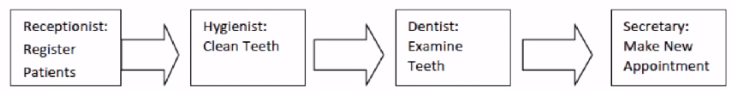 Receptionist:
Register
Patients
Hygienist:
Clean Teeth
Dentist:
Examine
Teeth
Secretary:
Make New
Appointment